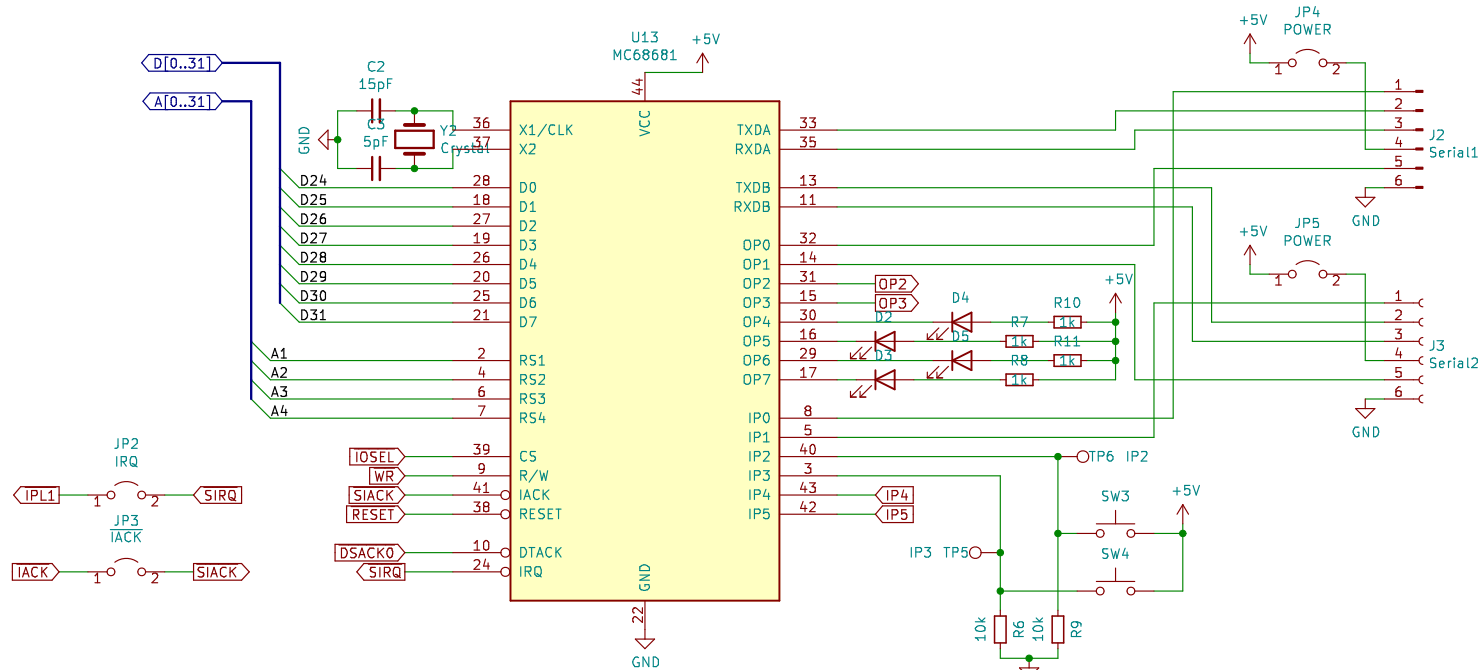 JP4
POWER
+5V
1
2
U13
MC68681
+5V
44
VCC
D[0..31]
A[0..31]
C2
15pF
C3
5pF
GND
Y2
Crystal
36
X1/CLK
37
X2
D24
28
D0
D25
18
D1
D26
27
D2
D27
19
D3
D28
26
D4
D29
20
D5
D30
25
D6
D31
21
D7
A1
2
RS1
A2
4
RS2
A3
6
RS3
A4
7
RS4
IOSEL
39
CS
WR
9
R/W
SIACK
41
IACK
RESET
38
RESET
DSACK0
10
DTACK
SIRQ
24
IRQ
GND
22
GND
TXDA
33
RXDA
35
TXDB
13
RXDB
11
OP0
32
OP1
14
OP2
31
OP2
OP3
15
OP3
OP4
30
OP5
16
OP6
29
OP7
17
IP0
8
IP1
5
IP2
40
IP3
3
IP4
43
IP4
IP5
42
IP5
D4
D2
D5
D3
R10
1k
R7
1k
R11
1k
R8
1k
+5V
1
2
3
4
5
6
J2
Serial1
GND
JP5
POWER
+5V
1
2
1
2
3
4
5
6
J3
Serial2
GND
TP6 IP2
IP3 TP5
SW3
SW4
+5V
10k
R6
10k
R9
JP2
IRQ
IPL1
1
2
SIRQ
JP3
IACK
IACK
1
2
SIACK